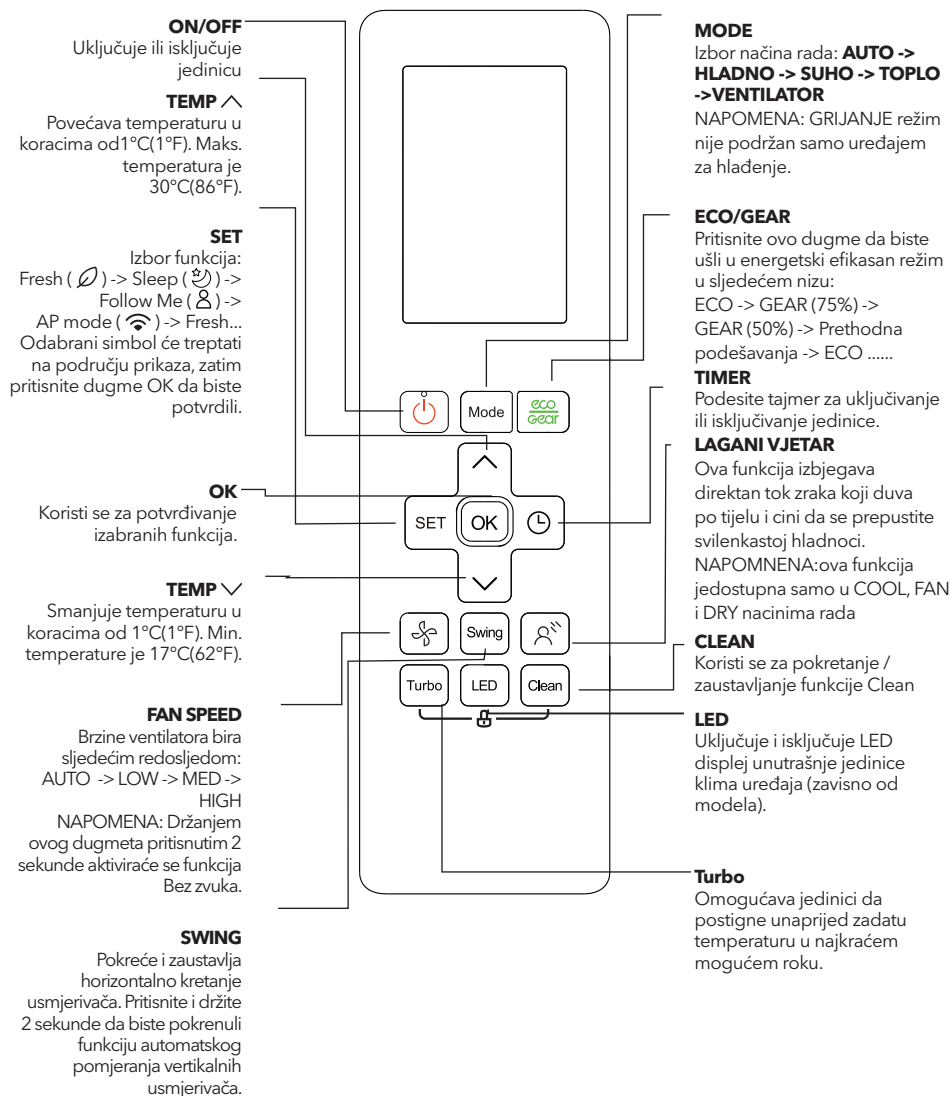 ON/OFF
Uključuje ili isključuje
jedinicu
TEMP
Povećava temperaturu u
koracima od1°C(1°F). Maks.
temperatura je
30°C(86°F).
SET
Izbor funkcija:
Fresh ( ) -> Sleep ( ) ->
Follow Me ( ) ->
AP mode ( ) -> Fresh...
Odabrani simbol će treptati
na području prikaza, zatim
pritisnite dugme OK da biste
potvrdili.
OK
Koristi se za potvrđivanje
izabranih funkcija.
TEMP
Smanjuje temperaturu u
koracima od 1°C(1°F). Min.
temperature je 17°C(62°F).
FAN SPEED
Brzine ventilatora bira
sljedećim redosljedom:
AUTO -> LOW -> MED ->
HIGH
NAPOMENA: Držanjem
ovog dugmeta pritisnutim 2
sekunde aktiviraće se funkcija
Bez zvuka.
SWING
Pokreće i zaustavlja
horizontalno kretanje
usmjerivača. Pritisnite i držite
2 sekunde da biste pokrenuli
funkciju automatskog
pomjeranja vertikalnih
usmjerivača.
Mode
eco
Gear
SET
OK
Swing
Turbo
LED
Clean
MODE
Izbor načina rada: AUTO ->
HLADNO -> SUHO -> TOPLO
->VENTILATOR
NAPOMENA: GRIJANJE režim
nije podržan samo uređajem
za hlađenje.
ECO/GEAR
Pritisnite ovo dugme da biste
ušli u energetski efikasan režim
u sljedećem nizu:
ECO -> GEAR (75%) ->
GEAR (50%) -> Prethodna
podešavanja -> ECO ......
TIMER
Podesite tajmer za uključivanje
ili isključivanje jedinice.
LAGANI VJETAR
Ova funkcija izbjegava
direktan tok zraka koji duva
po tijelu i cini da se prepustite
svilenkastoj hladnoci.
NAPOMNENA:ova funkcija
jedostupna samo u COOL, FAN
i DRY nacinima rada
CLEAN
Koristi se za pokretanje /
zaustavljanje funkcije Clean
LED
Uključuje i isključuje LED
displej unutrašnje jedinice
klima uređaja (zavisno od
modela).
Turbo
Omogućava jedinici da
postigne unaprijed zadatu
temperaturu u najkraćem
mogućem roku.